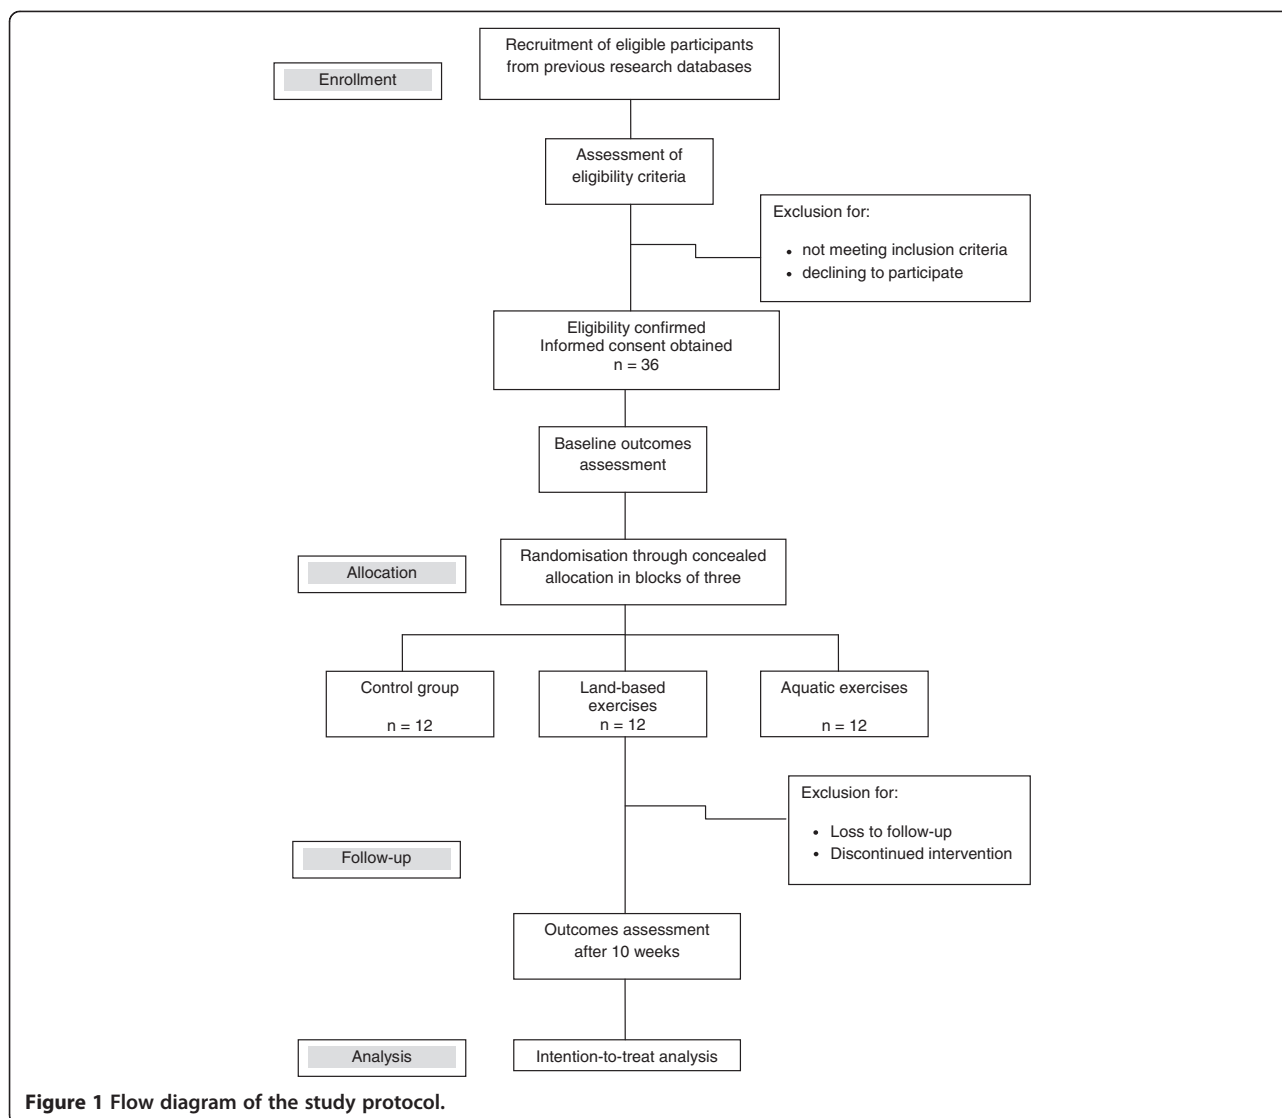 Recruitment of eligible participants
from previous research databases
Enrollment
Assessment of
eligibility criteria
Exclusion for:
• not meeting inclusion criteria
• declining to participate
Eligibility confirmed
Informed consent obtained
n = 36
Baseline outcomes
assessment
Randomisation through concealed
allocation in blocks of three
Allocation
Control group
n = 12
Land-based
exercises
n = 12
Aquatic exercises
n = 12
Exclusion for:
• Loss to follow-up
• Discontinued intervention
Follow-up
Outcomes assessment
after 10 weeks
Analysis
Intention-to-treat analysis
Figure 1 Flow diagram of the study protocol.